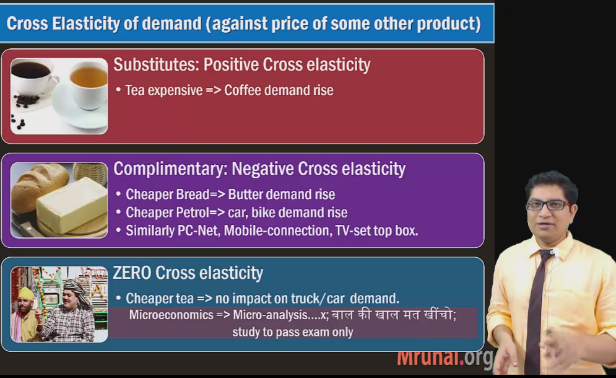 Cross Elasticity of demand (against price of some other product)
Substitutes: Positive Cross elasticity
• Tea expensive => Coffee demand rise
Complimentary: Negative Cross elasticity
• Cheaper Bread=> Butter demand rise
• Cheaper Petrol=> car, bike demand rise
• Similarly PC-Net, Mobile-connection, TV-set top box.
ZERO Cross elasticity
• Cheaper tea => no impact on truck/car demand.
Microeconomics => Micro-analysis....x; बाल की खाल मत खींचो;
study to pass exam only
Mrunal.org